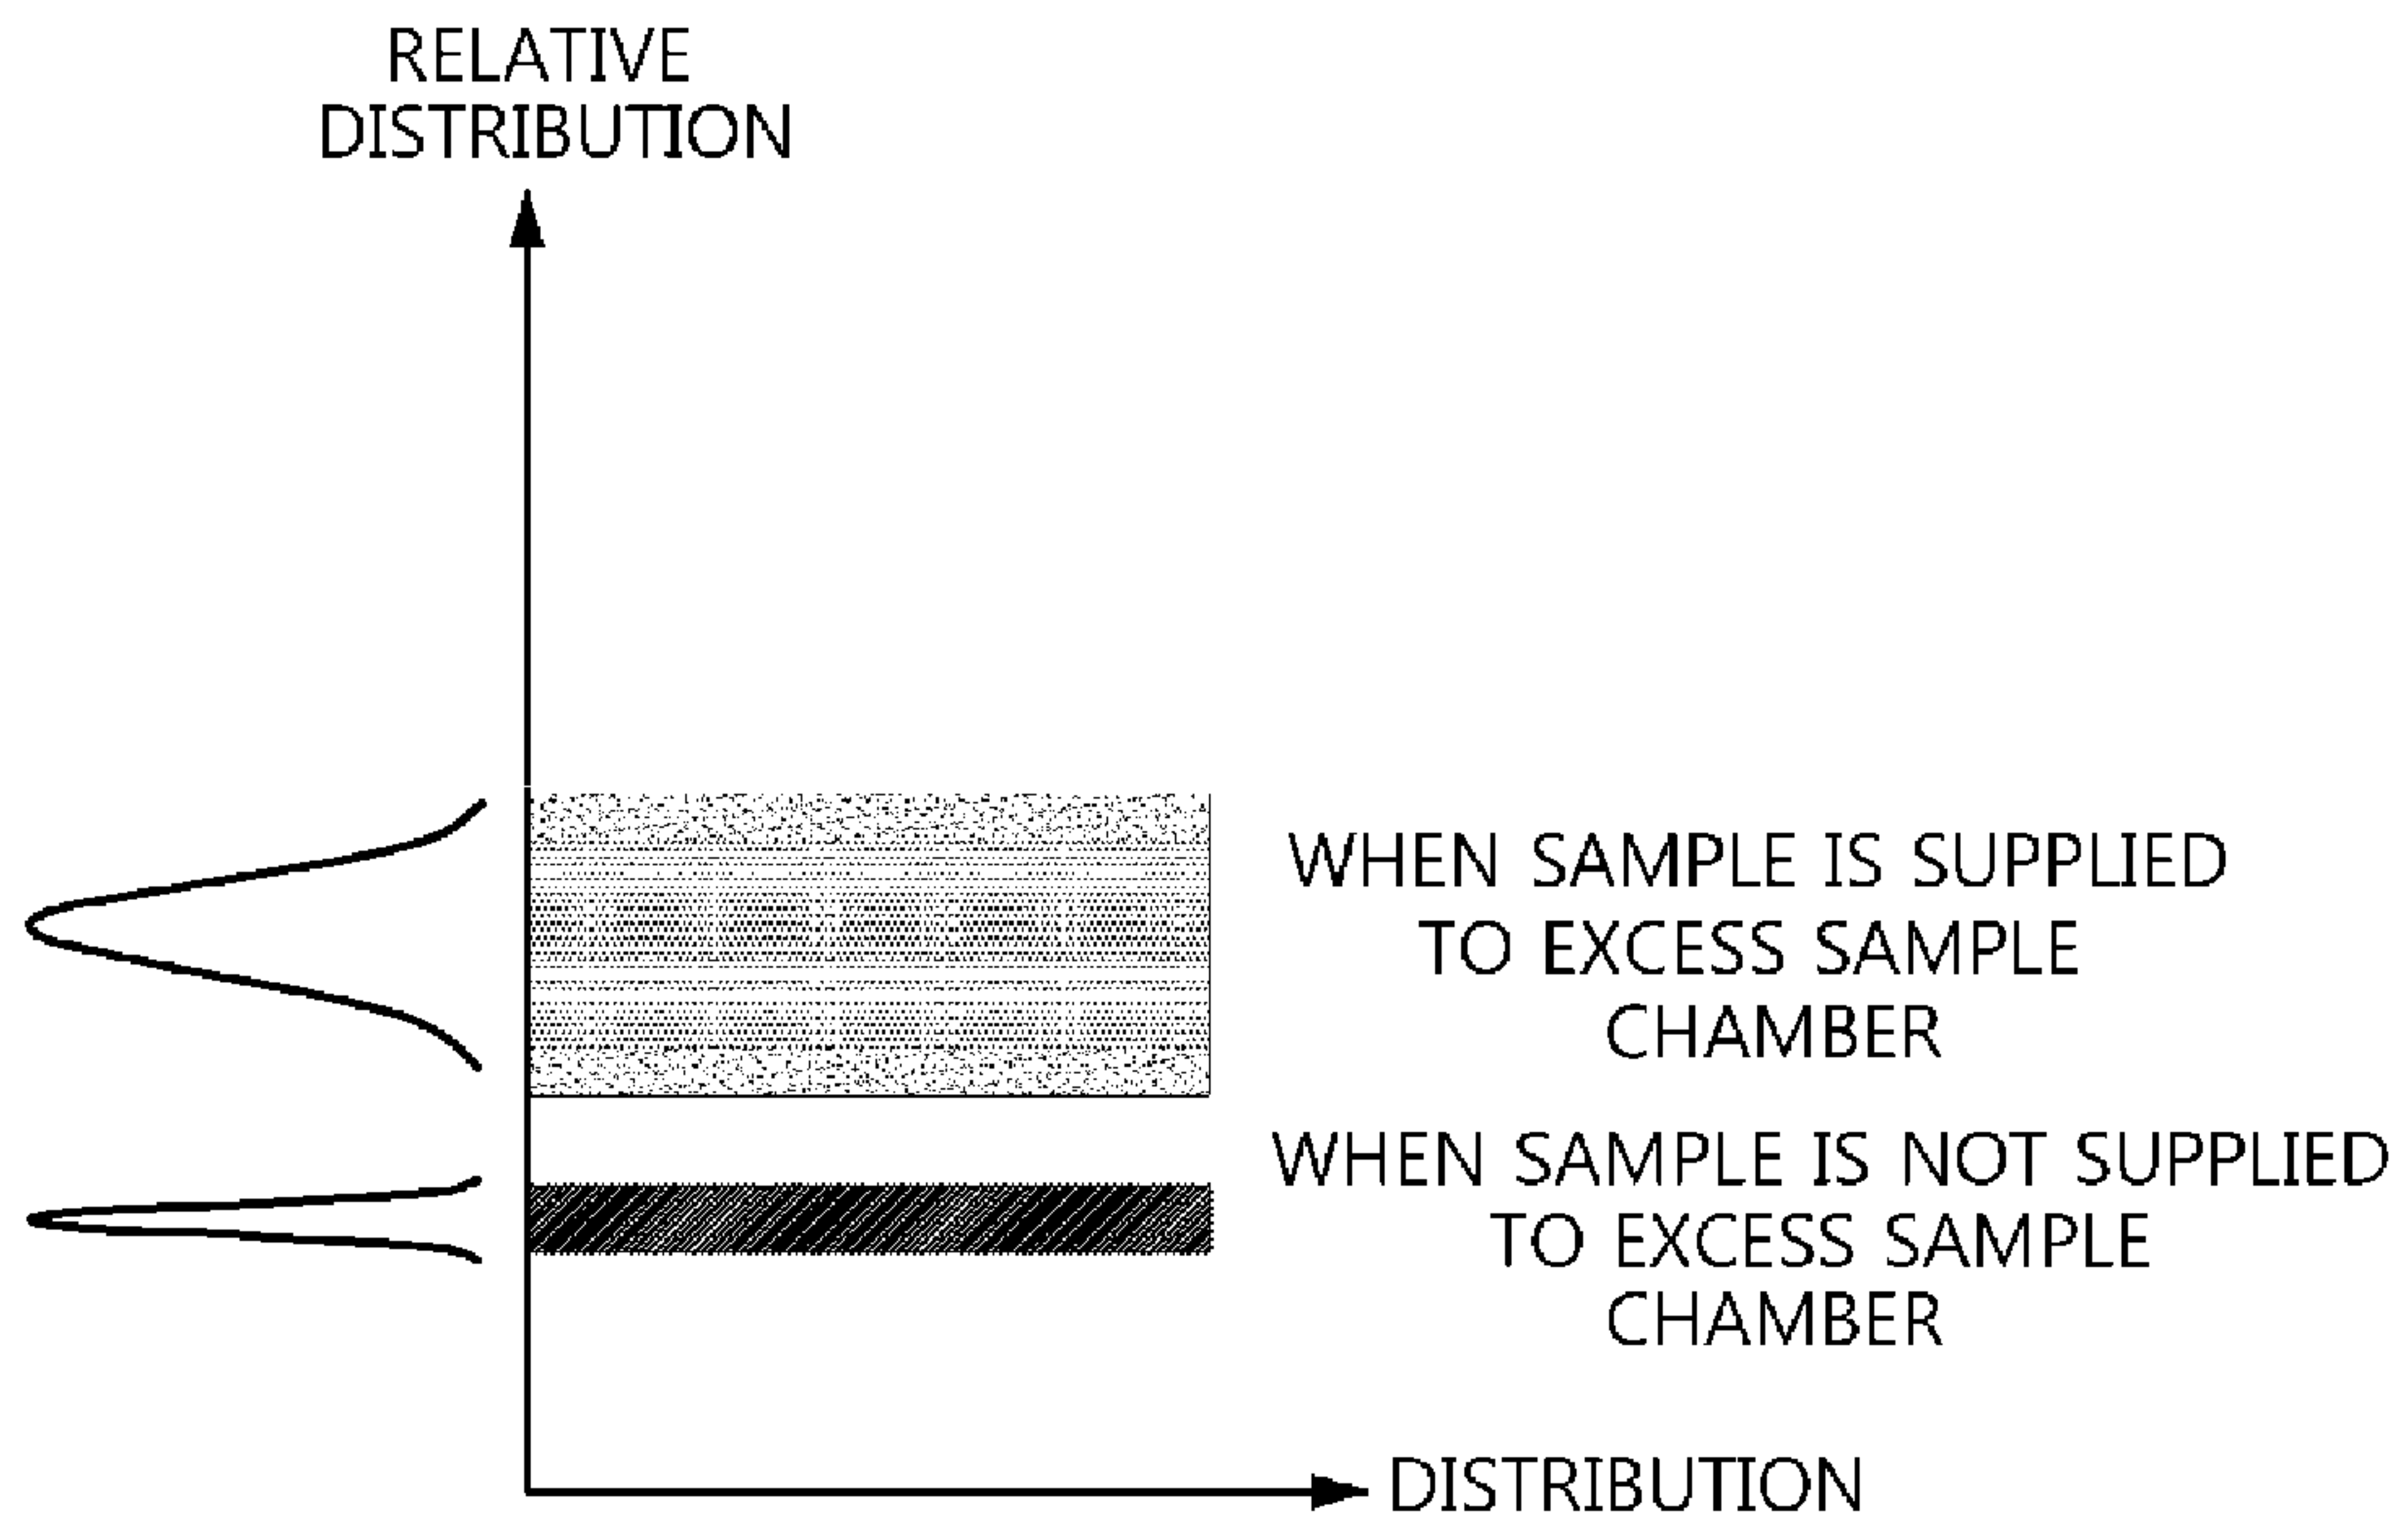 RELATIVE
DISTRIBUTION
WHEN SAMPLE IS SUPPLIED
TO EXCESS SAMPLE
CHAMBER
WHEN SAMPLE IS NOT SUPPLIED
TO EXCESS SAMPLE
CHAMBER
DISTRIBUTION